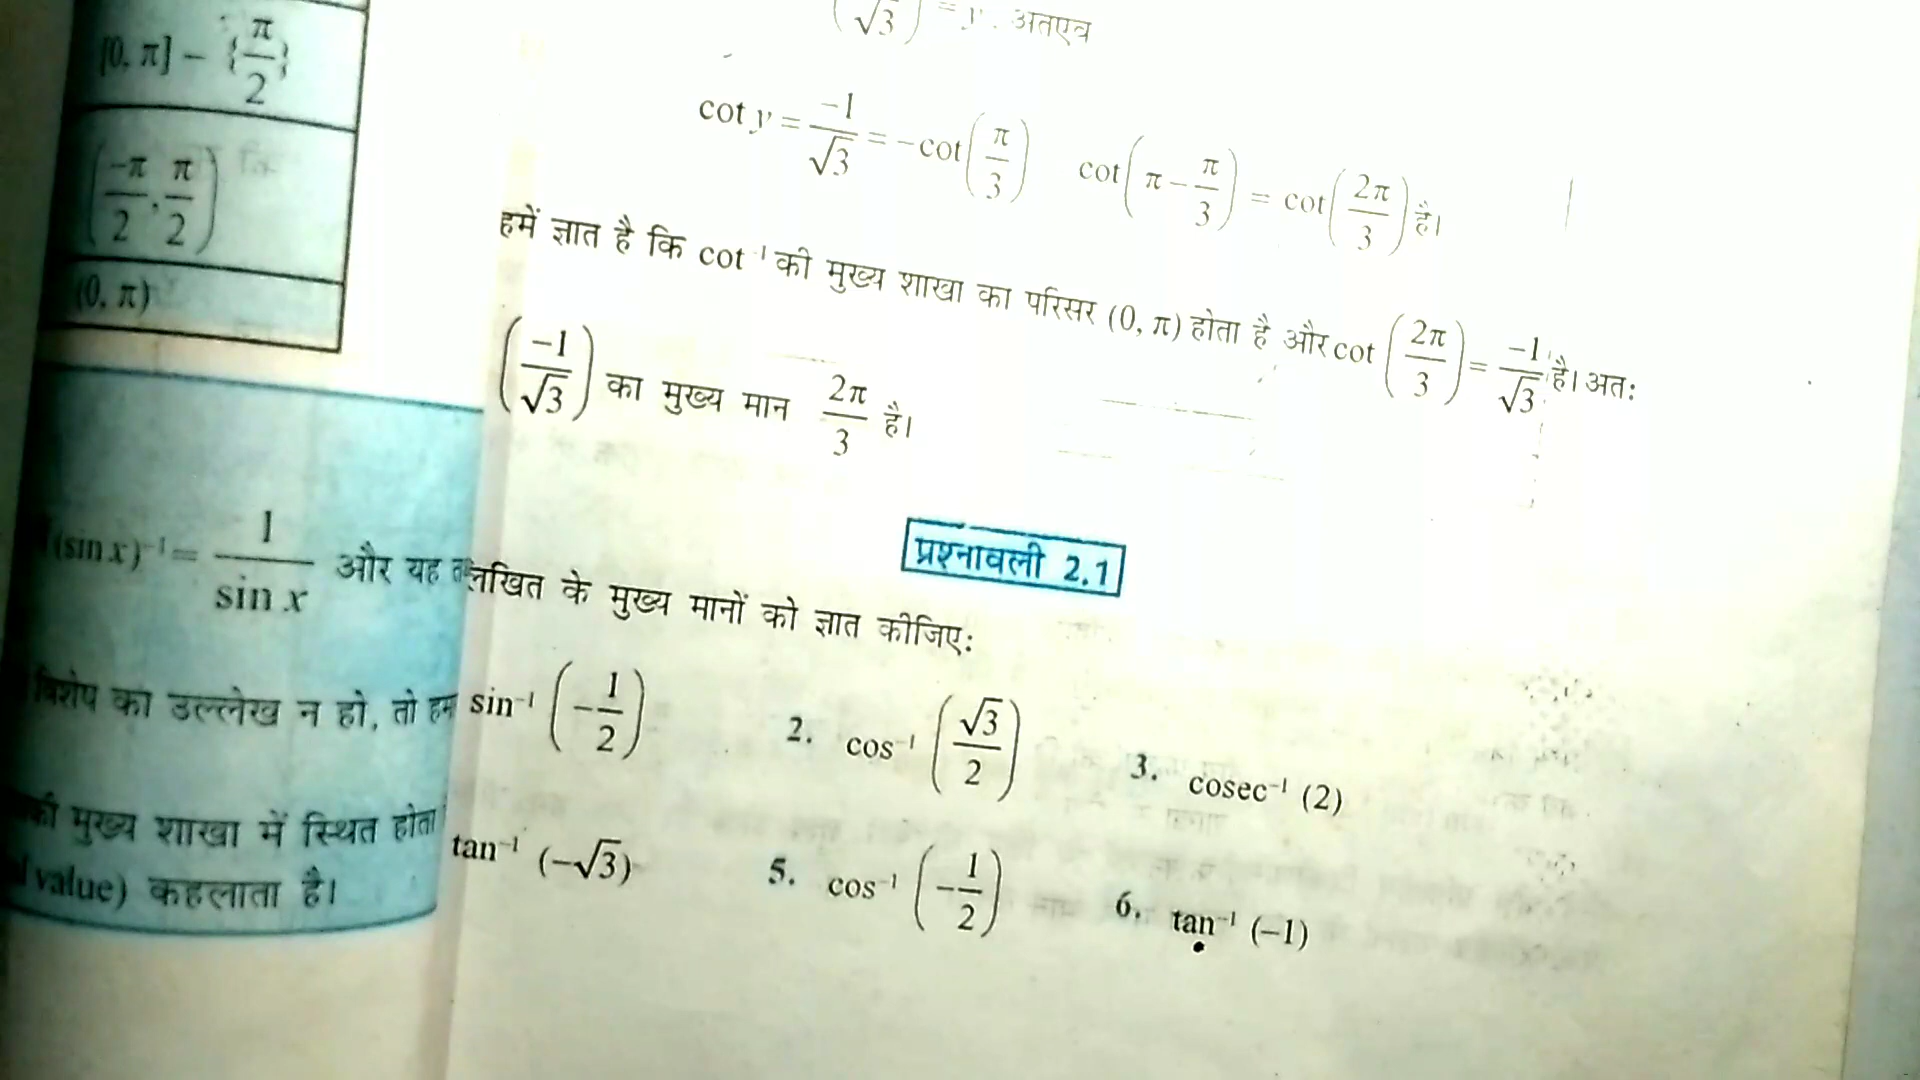 [0, π] – {π/2}
(–π/2, π/2)
(0, π)
(sin x)⁻¹ = 1/sin x और यह
विशेष का उल्लेख न हो, तो हम
की मुख्य शाखा में स्थित होता
value) कहलाता है।
√3) = y. अतएव
cot y = –1/√3 = –cot(π/3) cot(π – π/3) = cot(2π/3) है।
हमें ज्ञात है कि cot⁻¹ की मुख्य शाखा का परिसर (0, π) होता है और cot (2π/3) = –1/√3 है। अत:
(–1/√3) का मुख्य मान 2π/3 है।
प्रश्नावली 2.1
के मुख्य मानों को ज्ञात कीजिए:
sin⁻¹ (–1/2) 2. cos⁻¹ (√3/2) 3. cosec⁻¹ (2)
tan⁻¹ (–√3) 5. cos⁻¹ (–1/2) 6. tan⁻¹ (–1)